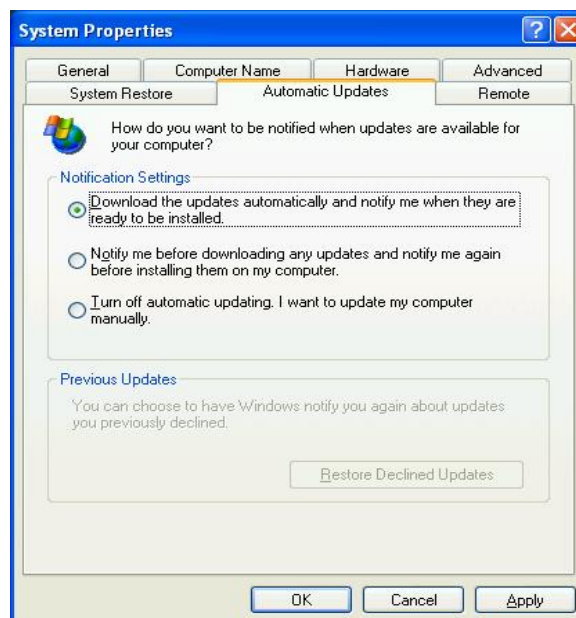 System Properties
General Computer Name Hardware Advanced
System Restore Automatic Updates Remote
How do you want to be notified when updates are available for
your computer?
Notification Settings
Download the updates automatically and notify me when they are
ready to be installed.
Notify me before downloading any updates and notify me again
before installing them on my computer.
Turn off automatic updating. I want to update my computer
manually.
Previous Updates
You can choose to have Windows notify you again about updates
you previously declined.
Restore Declined Updates
OK Cancel Apply